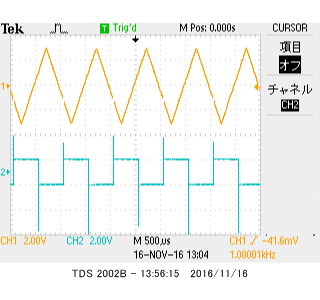 Tek T Trig'd M Pos: 0.000s CURSOR
項目
オフ
チャネル
CH2
1
2
CH1 2.00V CH2 2.00V M 500µs CH1 -41.6mV
16-NOV-16 13:04 1.00001kHz
TDS 2002B - 13:56:15 2016/11/16